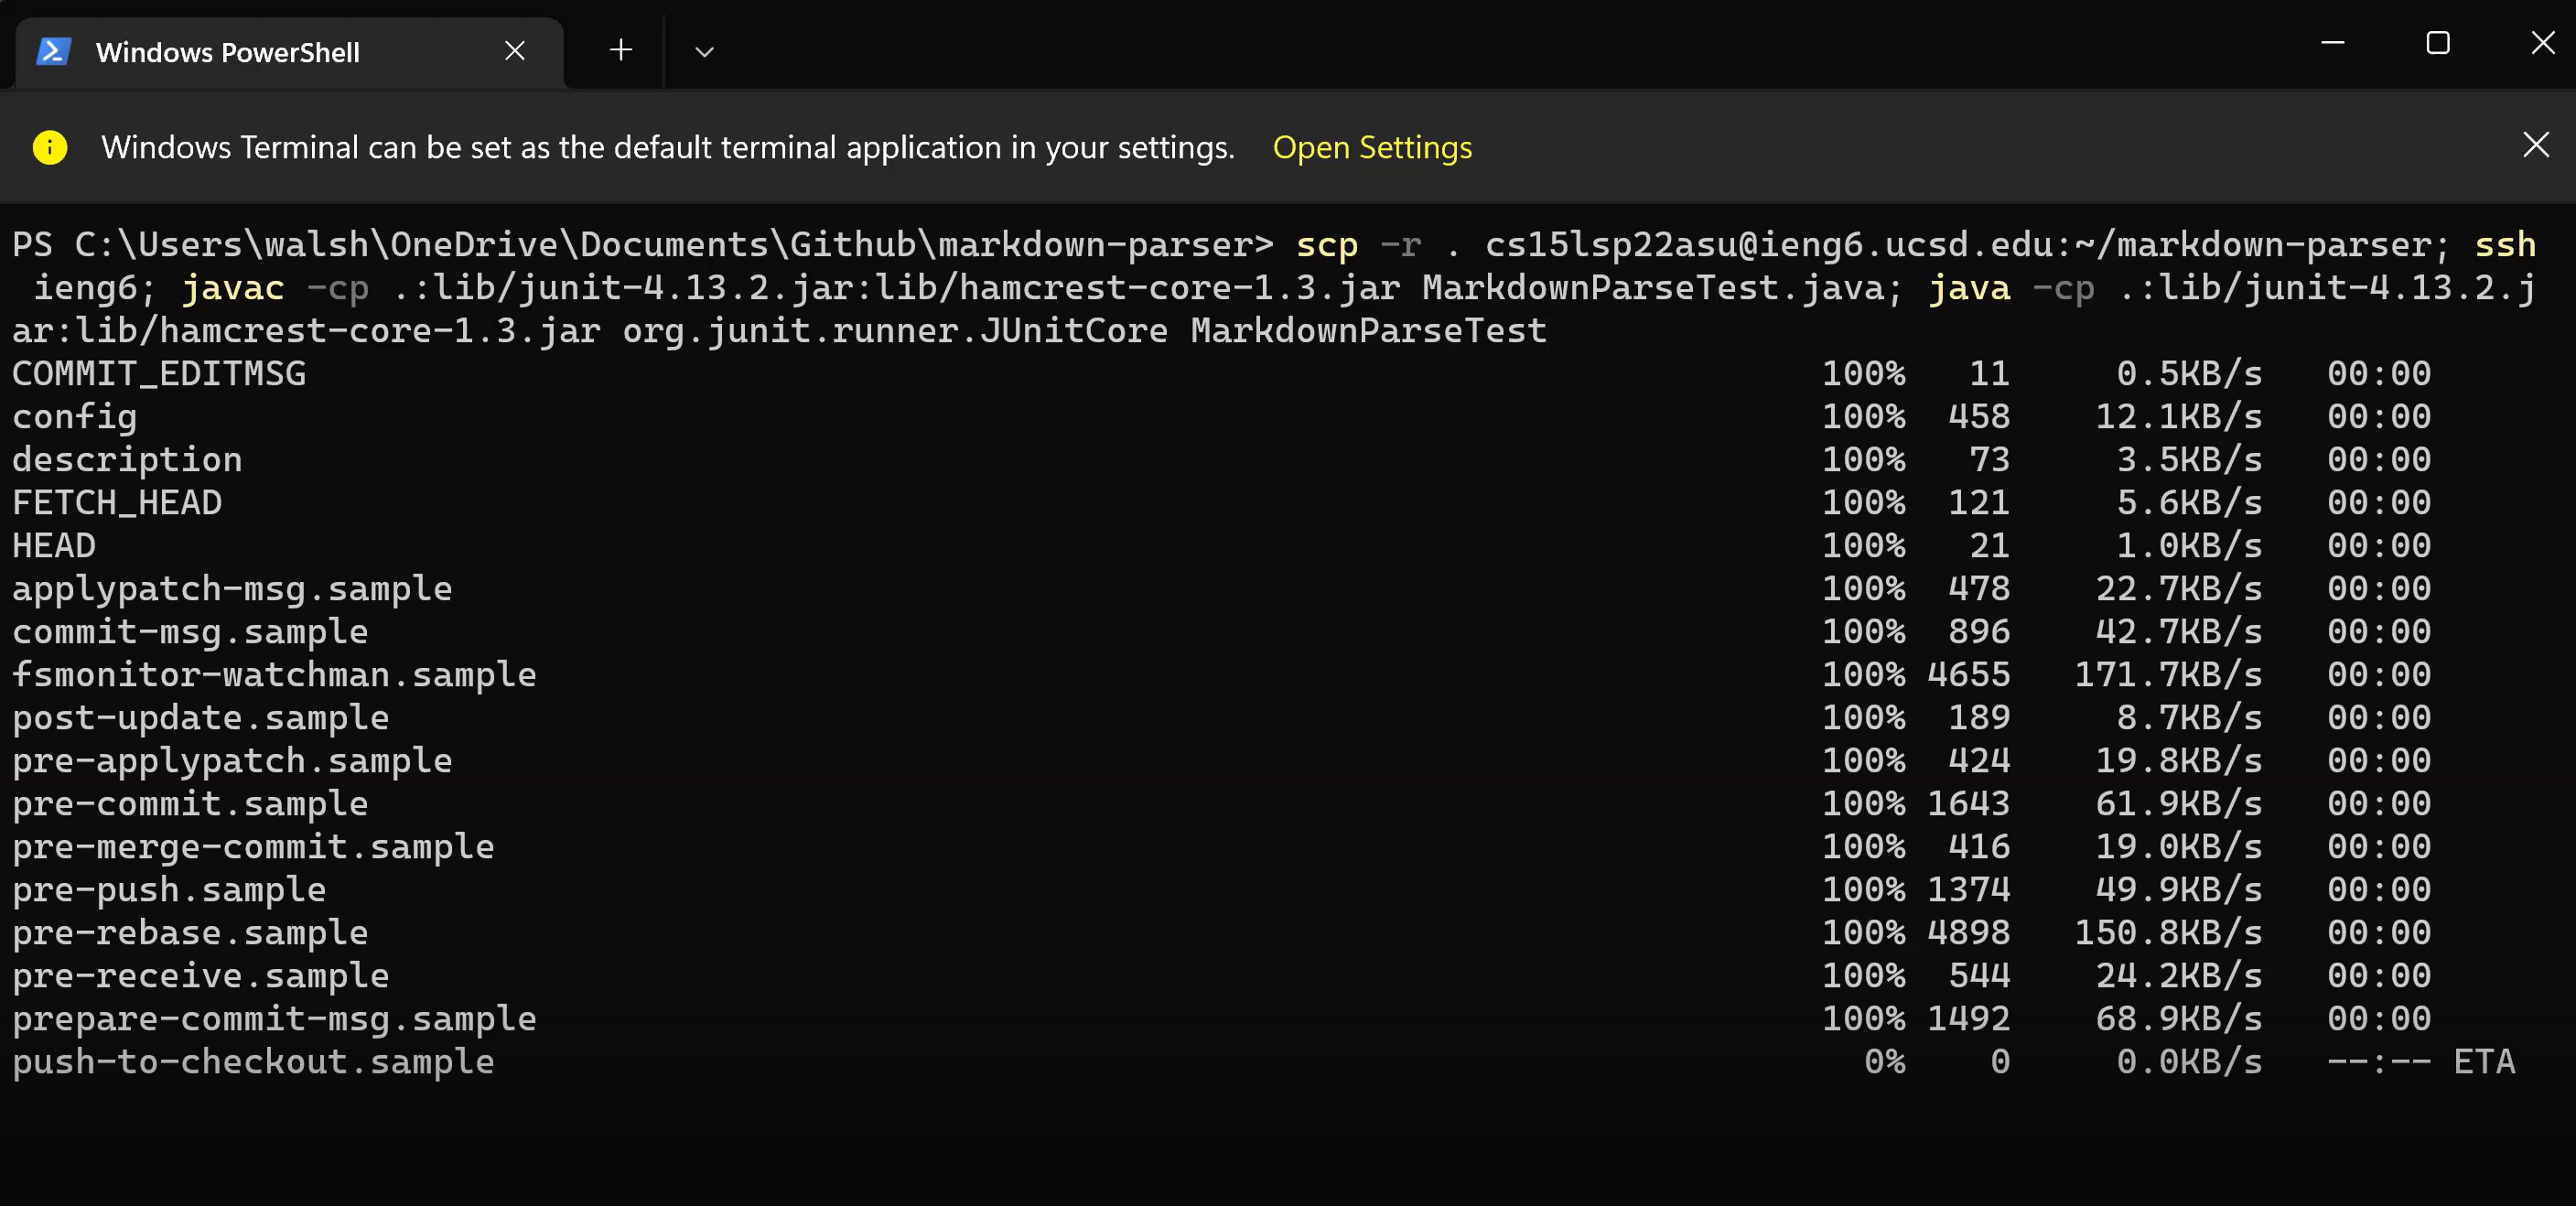 Windows PowerShell
Windows Terminal can be set as the default terminal application in your settings. Open Settings
PS C:\Users\walsh\OneDrive\Documents\Github\markdown-parser> scp -r . cs15lsp22asu@ieng6.ucsd.edu:~/markdown-parser; ssh
ieng6; javac -cp .:lib/junit-4.13.2.jar:lib/hamcrest-core-1.3.jar MarkdownParseTest.java; java -cp .:lib/junit-4.13.2.j
ar:lib/hamcrest-core-1.3.jar org.junit.runner.JUnitCore MarkdownParseTest
COMMIT_EDITMSG 100% 11 0.5KB/s 00:00
config 100% 458 12.1KB/s 00:00
description 100% 73 3.5KB/s 00:00
FETCH_HEAD 100% 121 5.6KB/s 00:00
HEAD 100% 21 1.0KB/s 00:00
applypatch-msg.sample 100% 478 22.7KB/s 00:00
commit-msg.sample 100% 896 42.7KB/s 00:00
fsmonitor-watchman.sample 100% 4655 171.7KB/s 00:00
post-update.sample 100% 189 8.7KB/s 00:00
pre-applypatch.sample 100% 424 19.8KB/s 00:00
pre-commit.sample 100% 1643 61.9KB/s 00:00
pre-merge-commit.sample 100% 416 19.0KB/s 00:00
pre-push.sample 100% 1374 49.9KB/s 00:00
pre-rebase.sample 100% 4898 150.8KB/s 00:00
pre-receive.sample 100% 544 24.2KB/s 00:00
prepare-commit-msg.sample 100% 1492 68.9KB/s 00:00
push-to-checkout.sample 0% 0 0.0KB/s --:-- ETA